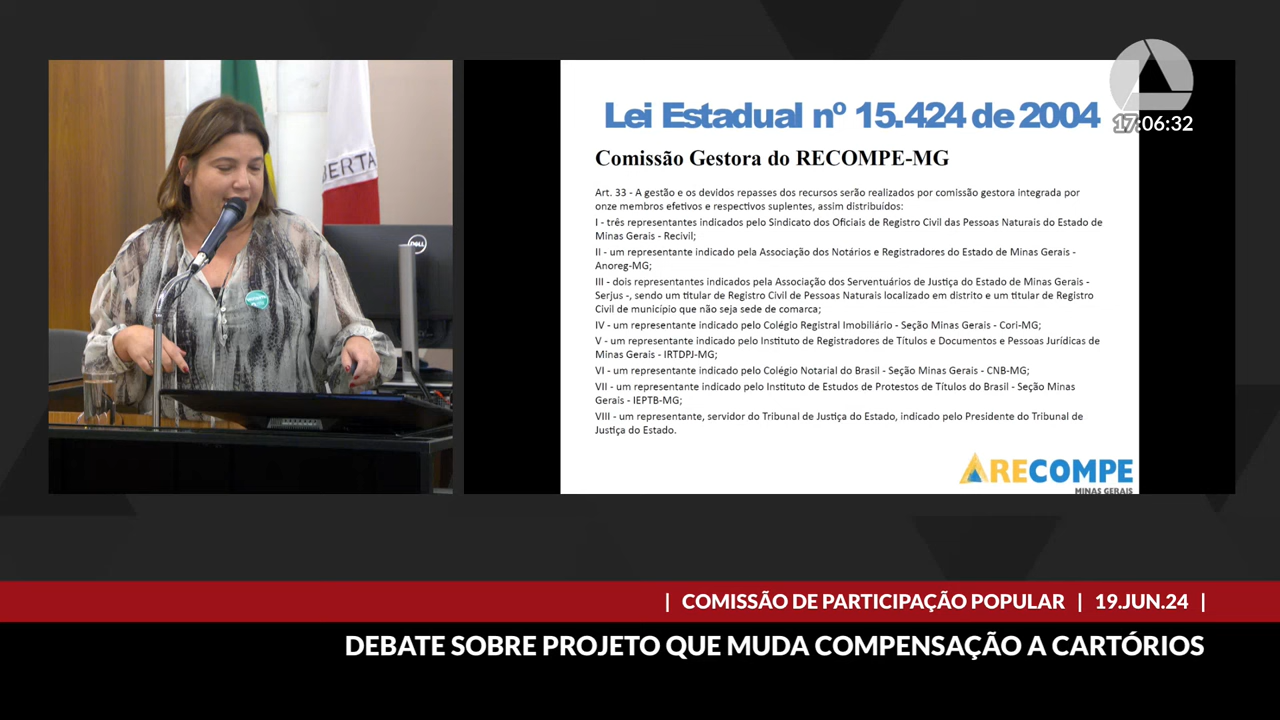 BERTA
DELL
Lei Estadual nº 15.424 de 2004
17:06:32
Comissão Gestora do RECOMPE-MG
Art. 33 - A gestão e os devidos repasses dos recursos serão realizados por comissão gestora integrada por
onze membros efetivos e respectivos suplentes, assim distribuídos:
I - três representantes indicados pelo Sindicato dos Oficiais de Registro Civil das Pessoas Naturais do Estado de
Minas Gerais - Recivil;
II - um representante indicado pela Associação dos Notários e Registradores do Estado de Minas Gerais -
Anoreg-MG;
III - dois representantes indicados pela Associação dos Serventuários de Justiça do Estado de Minas Gerais -
Serjus -, sendo um titular de Registro Civil de Pessoas Naturais localizado em distrito e um titular de Registro
Civil de município que não seja sede de comarca;
IV - um representante indicado pelo Colégio Registral Imobiliário - Seção Minas Gerais - Cori-MG;
V - um representante indicado pelo Instituto de Registradores de Títulos e Documentos e Pessoas Jurídicas de
Minas Gerais - IRTDPJ-MG;
VI - um representante indicado pelo Colégio Notarial do Brasil - Seção Minas Gerais - CNB-MG;
VII - um representante indicado pelo Instituto de Estudos de Protestos de Títulos do Brasil - Seção Minas
Gerais - IEPTB-MG;
VIII - um representante, servidor do Tribunal de Justiça do Estado, indicado pelo Presidente do Tribunal de
Justiça do Estado.
RECOMPE
MINAS GERAIS
| COMISSÃO DE PARTICIPAÇÃO POPULAR | 19.JUN.24 |
DEBATE SOBRE PROJETO QUE MUDA COMPENSAÇÃO A CARTÓRIOS